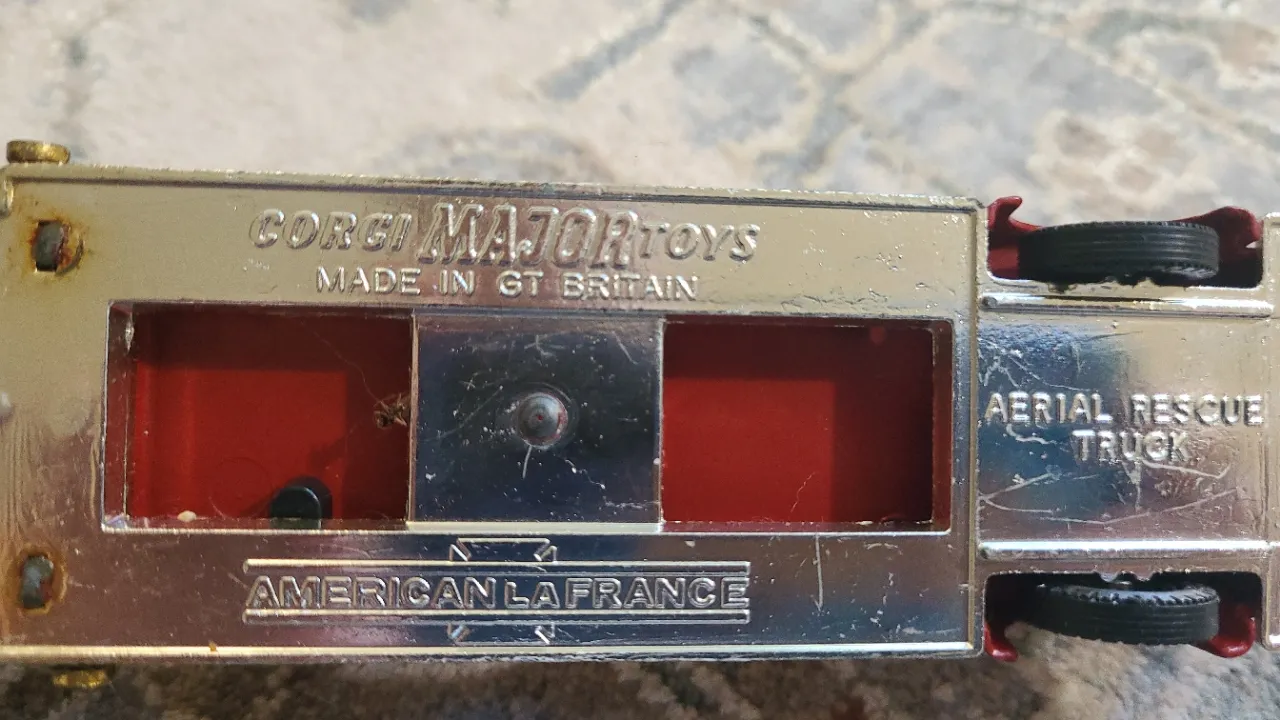 CORGI MAJOR TOYS
MADE IN GT BRITAIN
AERIAL RESCUE
TRUCK
AMERICAN LAFRANCE